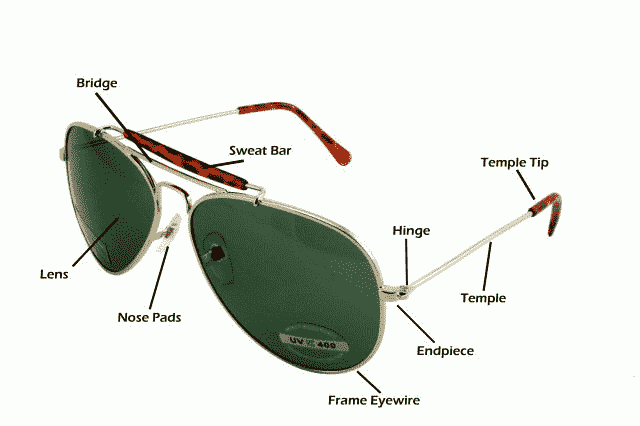 Bridge
Sweat Bar
Temple Tip
Hinge
Lens
Temple
Nose Pads
Endpiece
UV 400
Frame Eyewire